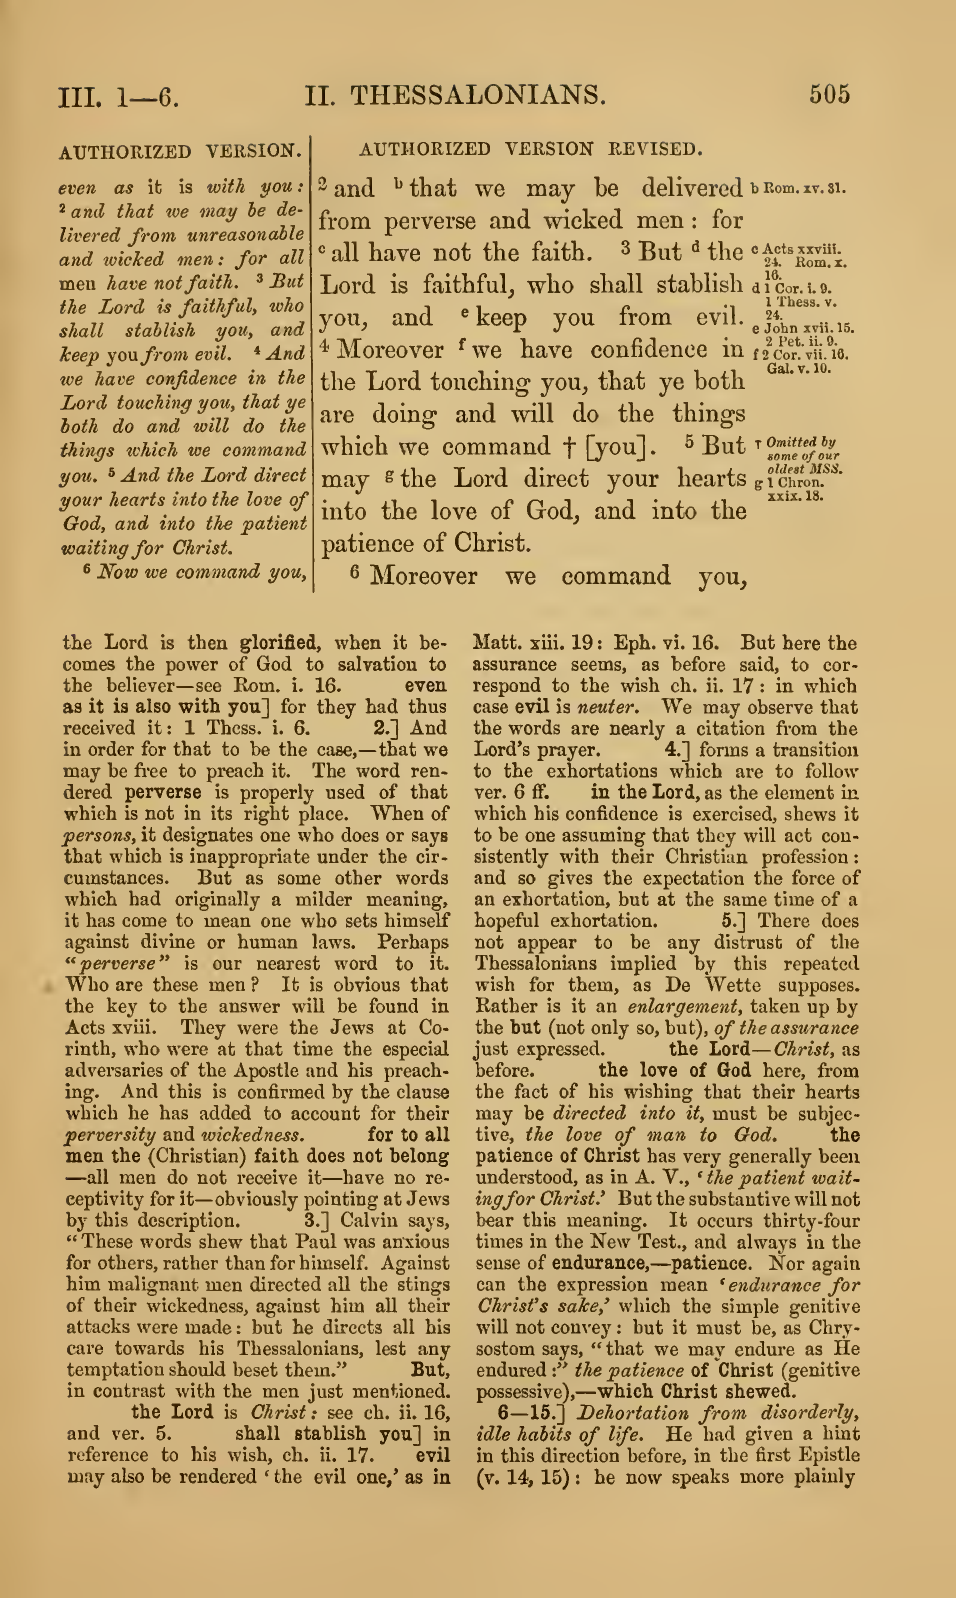 III. 1—6.
II. THESSALONIANS.
505
AUTHORIZED VERSION.
even as it is with you:
2 and that we may be de-
livered from unreasonable
and wicked men: for all
men have not faith. 3 But
the Lord is faithful, who
shall stablish you, and
keep you from evil. 4 And
we have confidence in the
Lord touching you, that ye
both do and will do the
things which we command
you. 5 And the Lord direct
your hearts into the love of
God, and into the patient
waiting for Christ.
6 Now we command you,
AUTHORIZED VERSION REVISED.
2 and b that we may be delivered
from perverse and wicked men: for
c all have not the faith. 3 But d the
Lord is faithful, who shall stablish
you, and e keep you from evil.
4 Moreover f we have confidence in
the Lord touching you, that ye both
are doing and will do the things
which we command † [you]. 5 But
may g the Lord direct your hearts
into the love of God, and into the
patience of Christ.
6 Moreover we command you,
b Rom. xv. 31.
c Acts xxviii.
24. Rom. x.
16.
d 1 Cor. i. 9.
1 Thess. v.
24.
e John xvii. 15.
2 Pet. ii. 9.
f 2 Cor. vii. 16.
Gal. v. 10.
† Omitted by
some of our
oldest MSS.
g 1 Chron.
xxix. 18.
the Lord is then glorified, when it be-
comes the power of God to salvation to
the believer—see Rom. i. 16. even
as it is also with you] for they had thus
received it: 1 Thess. i. 6. 2.] And
in order for that to be the case,—that we
may be free to preach it. The word ren-
dered perverse is properly used of that
which is not in its right place. When of
persons, it designates one who does or says
that which is inappropriate under the cir-
cumstances. But as some other words
which had originally a milder meaning,
it has come to mean one who sets himself
against divine or human laws. Perhaps
"perverse" is our nearest word to it.
Who are these men? It is obvious that
the key to the answer will be found in
Acts xviii. They were the Jews at Co-
rinth, who were at that time the especial
adversaries of the Apostle and his preach-
ing. And this is confirmed by the clause
which he has added to account for their
perversity and wickedness. for to all
men the (Christian) faith does not belong
—all men do not receive it—have no re-
ceptivity for it—obviously pointing at Jews
by this description. 3.] Calvin says,
"These words shew that Paul was anxious
for others, rather than for himself. Against
him malignant men directed all the stings
of their wickedness, against him all their
attacks were made: but he directs all his
care towards his Thessalonians, lest any
temptation should beset them." But,
in contrast with the men just mentioned.
the Lord is Christ: see ch. ii. 16,
and ver. 5. shall stablish you] in
reference to his wish, ch. ii. 17. evil
may also be rendered 'the evil one,' as in
Matt. xiii. 19: Eph. vi. 16. But here the
assurance seems, as before said, to cor-
respond to the wish ch. ii. 17: in which
case evil is neuter. We may observe that
the words are nearly a citation from the
Lord's prayer. 4.] forms a transition
to the exhortations which are to follow
ver. 6 ff. in the Lord, as the element in
which his confidence is exercised, shews it
to be one assuming that they will act con-
sistently with their Christian profession:
and so gives the expectation the force of
an exhortation, but at the same time of a
hopeful exhortation. 5.] There does
not appear to be any distrust of the
Thessalonians implied by this repeated
wish for them, as De Wette supposes.
Rather is it an enlargement, taken up by
the but (not only so, but), of the assurance
just expressed. the Lord—Christ, as
before. the love of God here, from
the fact of his wishing that their hearts
may be directed into it, must be subjec-
tive, the love of man to God. the
patience of Christ has very generally been
understood, as in A. V., 'the patient wait-
ing for Christ.' But the substantive will not
bear this meaning. It occurs thirty-four
times in the New Test., and always in the
sense of endurance,—patience. Nor again
can the expression mean 'endurance for
Christ's sake,' which the simple genitive
will not convey: but it must be, as Chry-
sostom says, "that we may endure as He
endured:" the patience of Christ (genitive
possessive),—which Christ shewed.
6—15.] Dehortation from disorderly,
idle habits of life. He had given a hint
in this direction before, in the first Epistle
(v. 14, 15): he now speaks more plainly